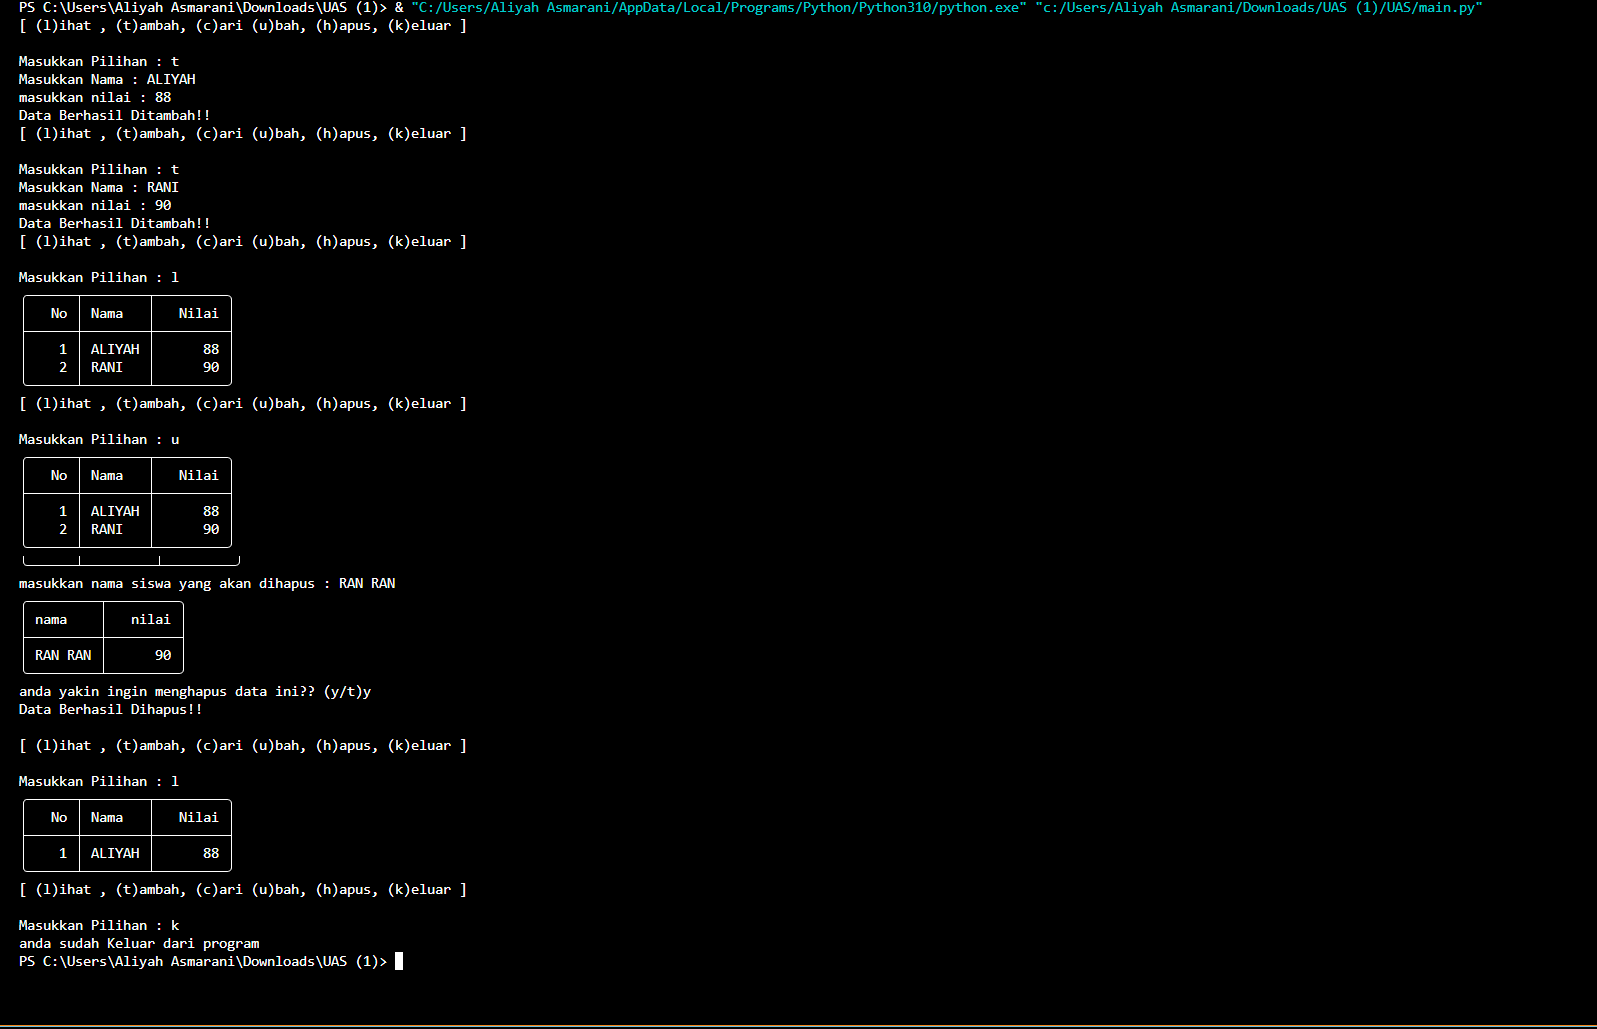 PS C:\Users\Aliyah Asmarani\Downloads\UAS (1)> & "C:/Users/Aliyah Asmarani/AppData/Local/Programs/Python/Python310/python.exe" "c:/Users/Aliyah Asmarani/Downloads/UAS (1)/UAS/main.py"
[ (l)ihat , (t)ambah, (c)ari (u)bah, (h)apus, (k)eluar ]
Masukkan Pilihan : t
Masukkan Nama : ALIYAH
masukkan nilai : 88
Data Berhasil Ditambah!!
[ (l)ihat , (t)ambah, (c)ari (u)bah, (h)apus, (k)eluar ]
Masukkan Pilihan : t
Masukkan Nama : RANI
masukkan nilai : 90
Data Berhasil Ditambah!!
[ (l)ihat , (t)ambah, (c)ari (u)bah, (h)apus, (k)eluar ]
Masukkan Pilihan : l
No Nama Nilai
1 ALIYAH 88
2 RANI 90
[ (l)ihat , (t)ambah, (c)ari (u)bah, (h)apus, (k)eluar ]
Masukkan Pilihan : u
No Nama Nilai
1 ALIYAH 88
2 RANI 90
masukkan nama siswa yang akan dihapus : RAN RAN
nama nilai
RAN RAN 90
anda yakin ingin menghapus data ini?? (y/t)y
Data Berhasil Dihapus!!
[ (l)ihat , (t)ambah, (c)ari (u)bah, (h)apus, (k)eluar ]
Masukkan Pilihan : l
No Nama Nilai
1 ALIYAH 88
[ (l)ihat , (t)ambah, (c)ari (u)bah, (h)apus, (k)eluar ]
Masukkan Pilihan : k
anda sudah Keluar dari program
PS C:\Users\Aliyah Asmarani\Downloads\UAS (1)>